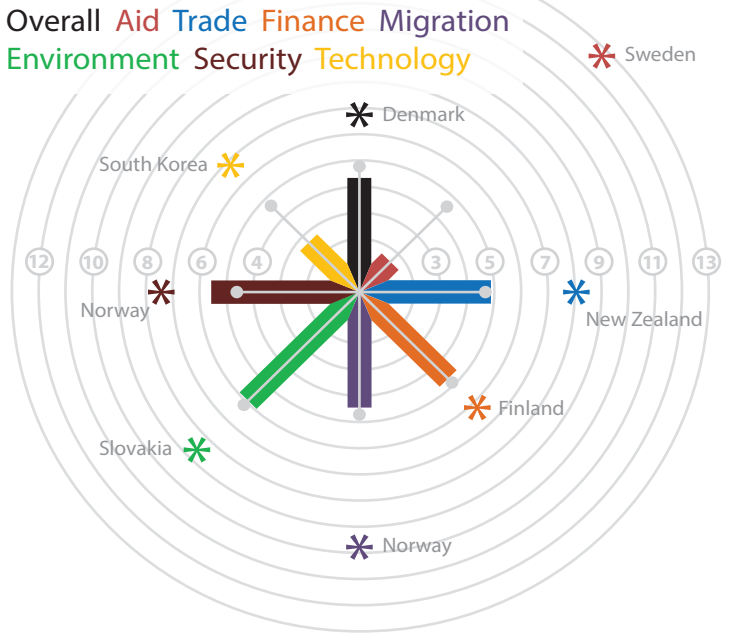 Overall Aid Trade Finance Migration
Environment Security Technology
Sweden
Denmark
South Korea
12 10 8 6 4 3 5 7 9 11 13
Norway
New Zealand
Finland
Slovakia
Norway